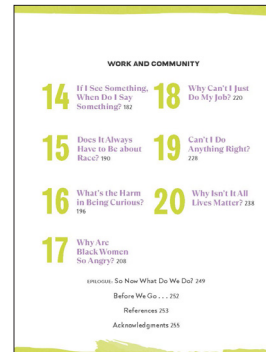 WORK AND COMMUNITY
14 If I See Something,
When Do I Say
Something? 182
15 Does It Always
Have to Be about
Race? 190
16 What's the Harm
in Being Curious?
196
17 Why Are
Black Women
So Angry? 208
18 Why Can't I Just
Do My Job? 220
19 Can't I Do
Anything Right?
228
20 Why Isn't It All
Lives Matter? 238
EPILOGUE: So Now What Do We Do? 249
Before We Go . . . 252
References 253
Acknowledgments 255